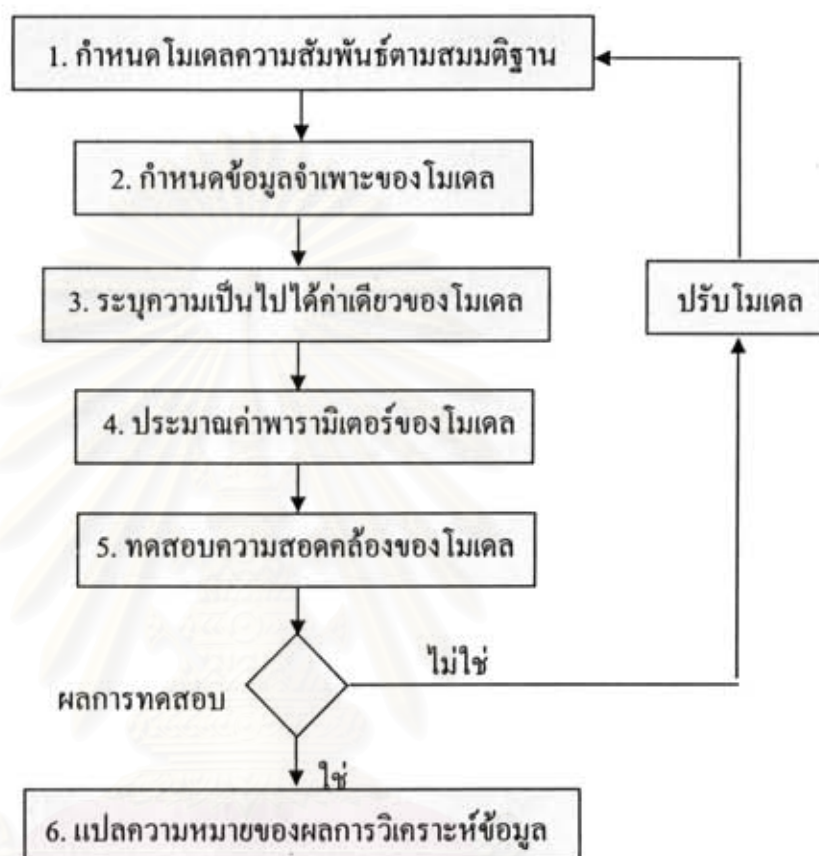 1. กำหนดโมเดลความสัมพันธ์ตามสมมติฐาน
2. กำหนดข้อมูลจำเพาะของโมเดล
3. ระบุความเป็นไปได้ค่าเดียวของโมเดล
ปรับโมเดล
4. ประมาณค่าพารามิเตอร์ของโมเดล
5. ทดสอบความสอดคล้องของโมเดล
ไม่ใช่
ผลการทดสอบ
ใช่
6. แปลความหมายของผลการวิเคราะห์ข้อมูล